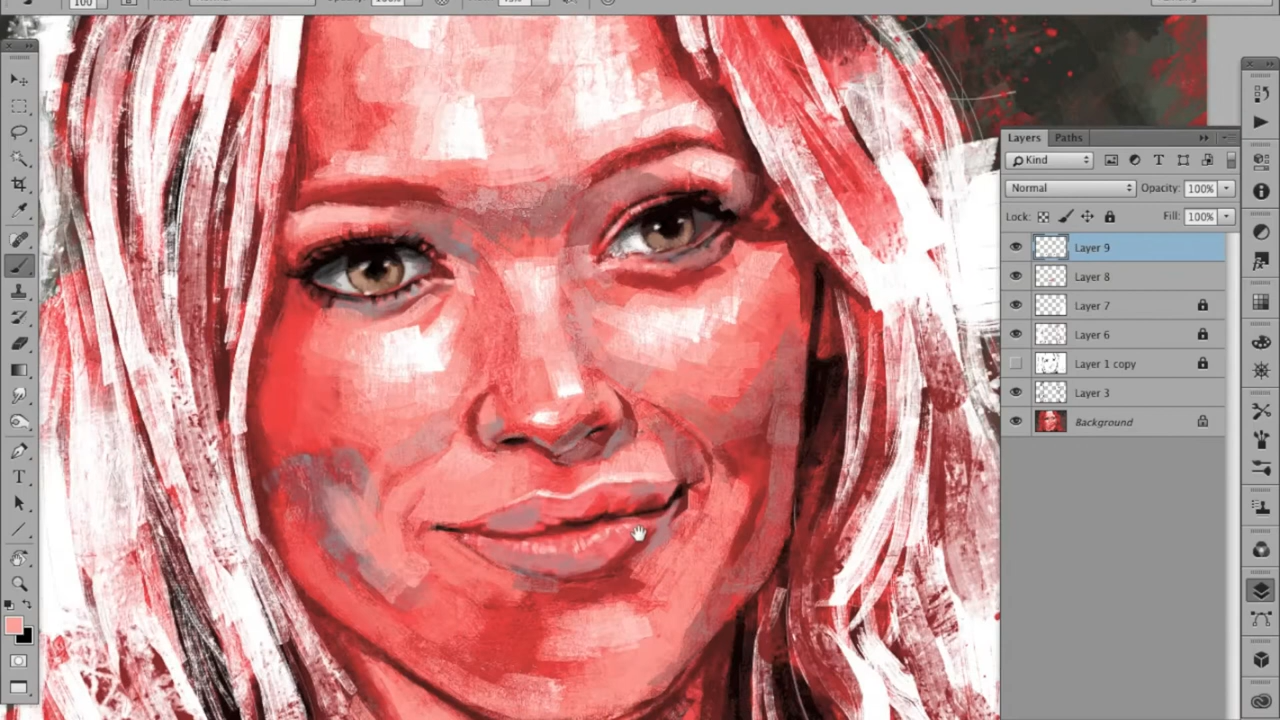 100
100%
Layers Paths
Kind
Normal Opacity: 100%
Lock: Fill: 100%
Layer 9
Layer 8
Layer 7
Layer 6
Layer 1 copy
Layer 3
Background